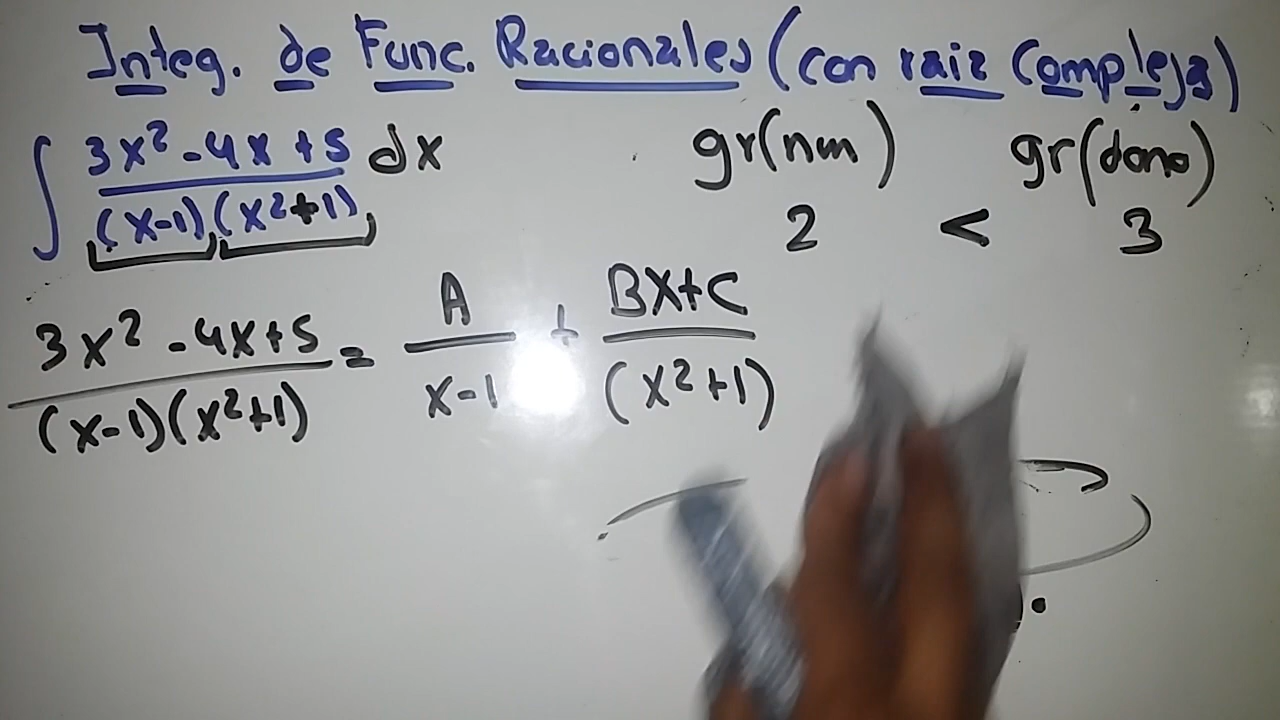 Integ. de Func. Racionales (con raiz Compleja)
∫ 3x² - 4x + 5 / (x-1)(x²+1) dx
gr(num) gr(deno)
2 < 3
3x² - 4x + 5 / (x-1)(x²+1) = A / x-1 + Bx+C / (x²+1)